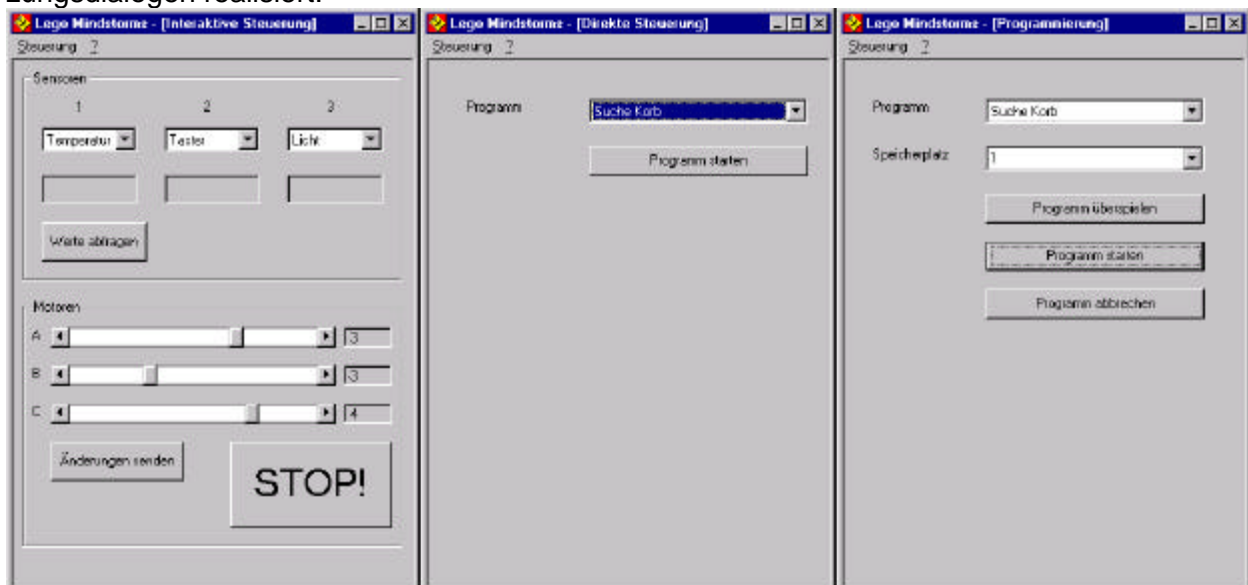 zungsdialogen realisiert.
Lego Mindstorms - [Interaktive Steuerung]
Steuerung ?
Sensoren
1 2 3
Temperatur Taster Licht
Werte abfragen
Motoren
A 3
B -3
C 4
Änderungen senden
STOP!
Lego Mindstorms - [Direkte Steuerung]
Steuerung ?
Programm Suche Korb
Programm starten
Lego Mindstorms - [Programmierung]
Steuerung ?
Programm Suche Korb
Speicherplatz 1
Programm überspielen
Programm starten
Programm abbrechen